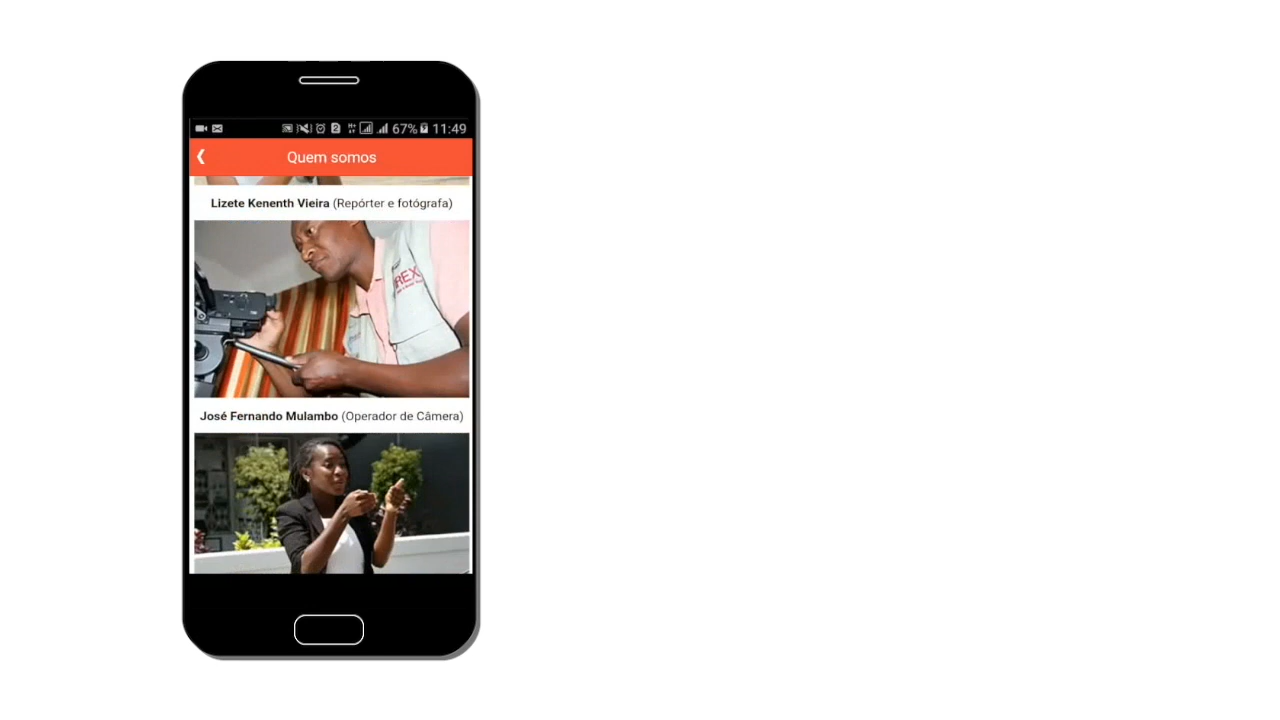 67% 11:49
Quem somos
Lizete Kenenth Vieira (Repórter e fotógrafa)
REX
José Fernando Mulambo (Operador de Câmera)